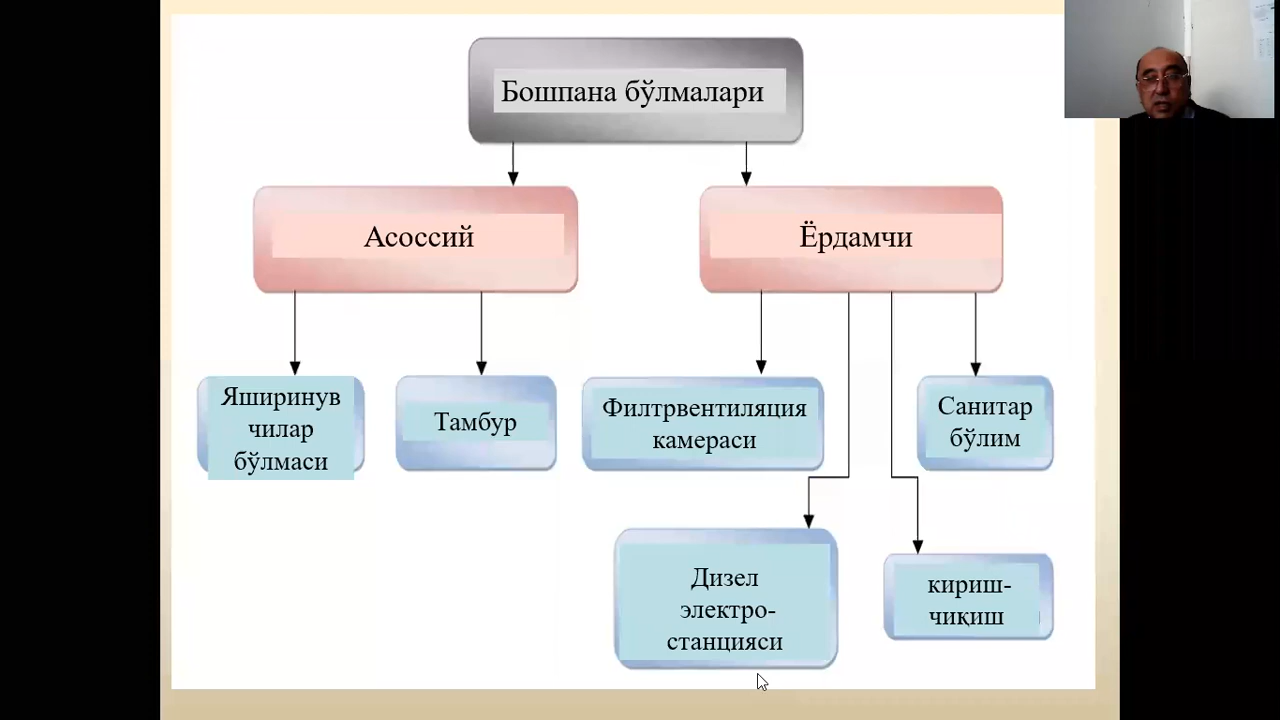 Бошпана бўлмалари
Асоссий
Ёрдамчи
Яширинув
чилар
бўлмаси
Тамбур
Филтрвентиляция
камераси
Санитар
бўлим
Дизел
электро-
станцияси
кириш-
чиқиш